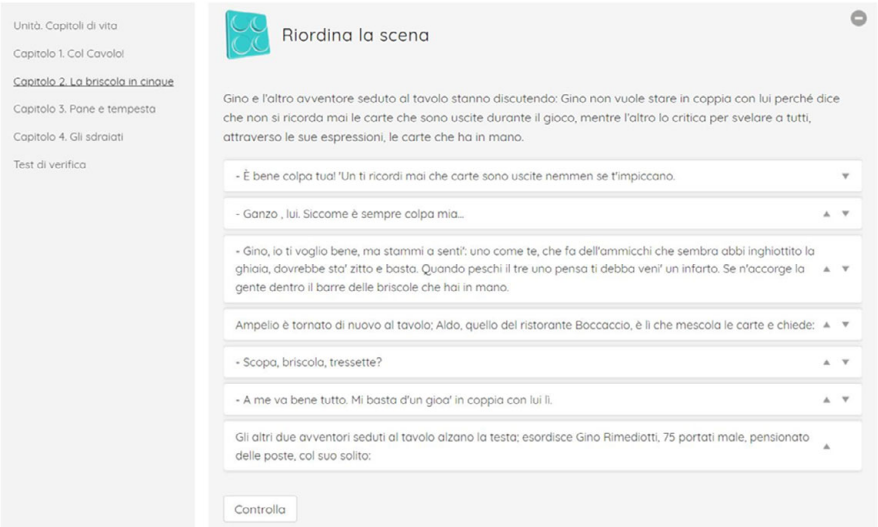 Unità. Capitoli di vita
Capitolo 1. Col Cavolo!
Capitolo 2. La briscola in cinque
Capitolo 3. Pane e tempesta
Capitolo 4. Gli sdraiati
Test di verifica
Riordina la scena
Gino e l'altro avventore seduto al tavolo stanno discutendo: Gino non vuole stare in coppia con lui perché dice
che non si ricorda mai le carte che sono uscite durante il gioco, mentre l'altro lo critica per svelare a tutti,
attraverso le sue espressioni, le carte che ha in mano.
- È bene colpa tua! 'Un ti ricordi mai che carte sono uscite nemmen se t'impiccano.
- Ganzo , lui. Siccome è sempre colpa mia...
- Gino, io ti voglio bene, ma stammi a senti': uno come te, che fa dell'ammicchi che sembra abbi inghiottito la
ghiaia, dovrebbe sta' zitto e basta. Quando peschi il tre uno pensa ti debba veni' un infarto. Se n'accorge la
gente dentro il barre delle briscole che hai in mano.
Ampelio è tornato di nuovo al tavolo; Aldo, quello del ristorante Boccaccio, è lì che mescola le carte e chiede:
- Scopa, briscola, tressette?
- A me va bene tutto. Mi basta d'un gioa' in coppia con lui lì.
Gli altri due avventori seduti al tavolo alzano la testa; esordisce Gino Rimediotti, 75 portati male, pensionato
delle poste, col suo solito:
Controlla